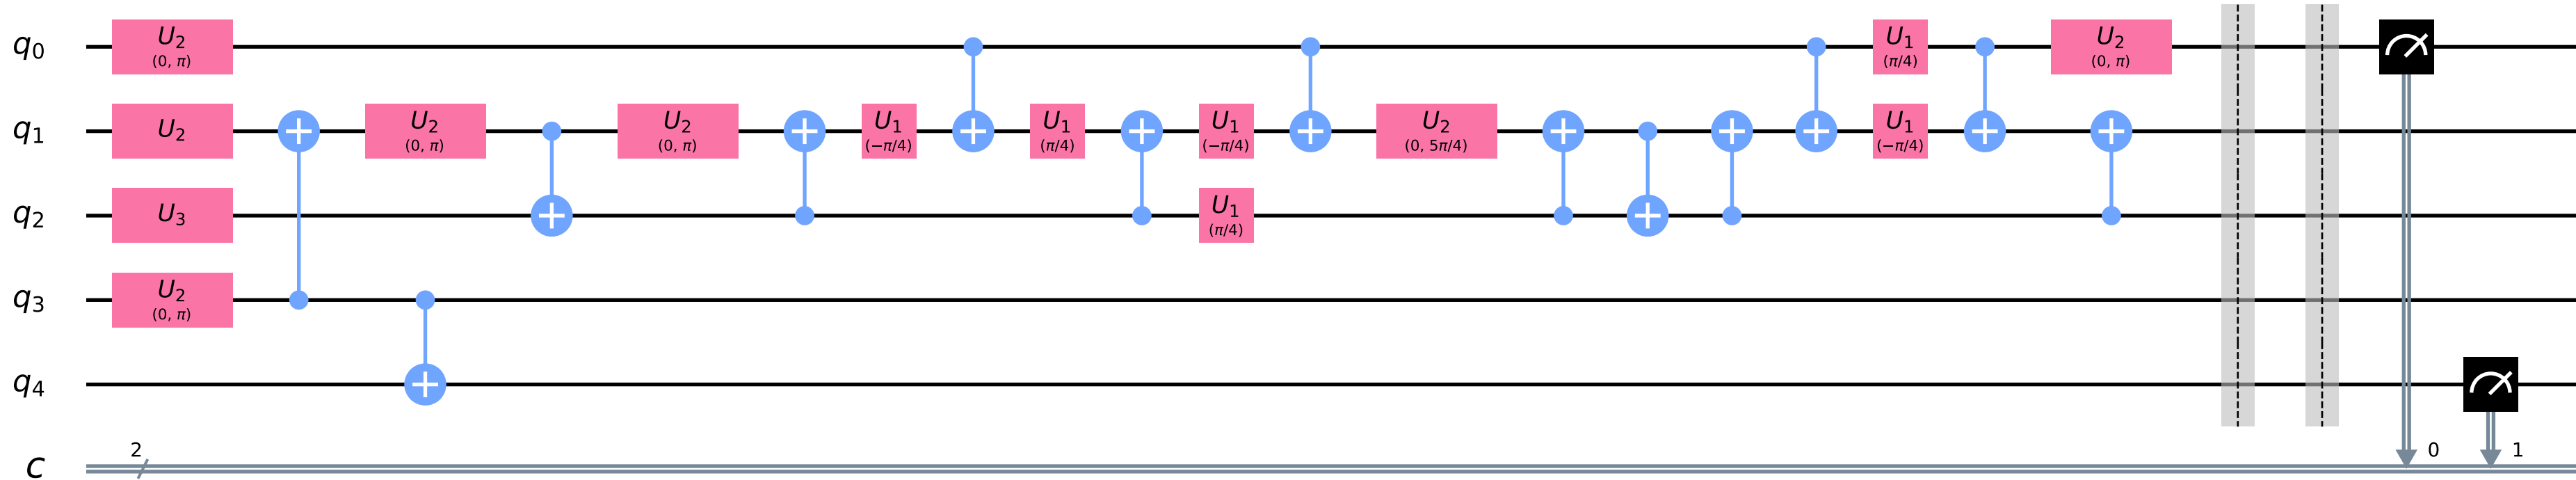 q0 U2 (0, π) U1 (π/4) U2 (0, π)
q1 U2 U2 (0, π) U2 (0, π) U1 (−π/4) U1 (π/4) U1 (−π/4) U2 (0, 5π/4) U1 (−π/4)
q2 U3 U1 (π/4)
q3 U2 (0, π)
q4
c 2 0 1